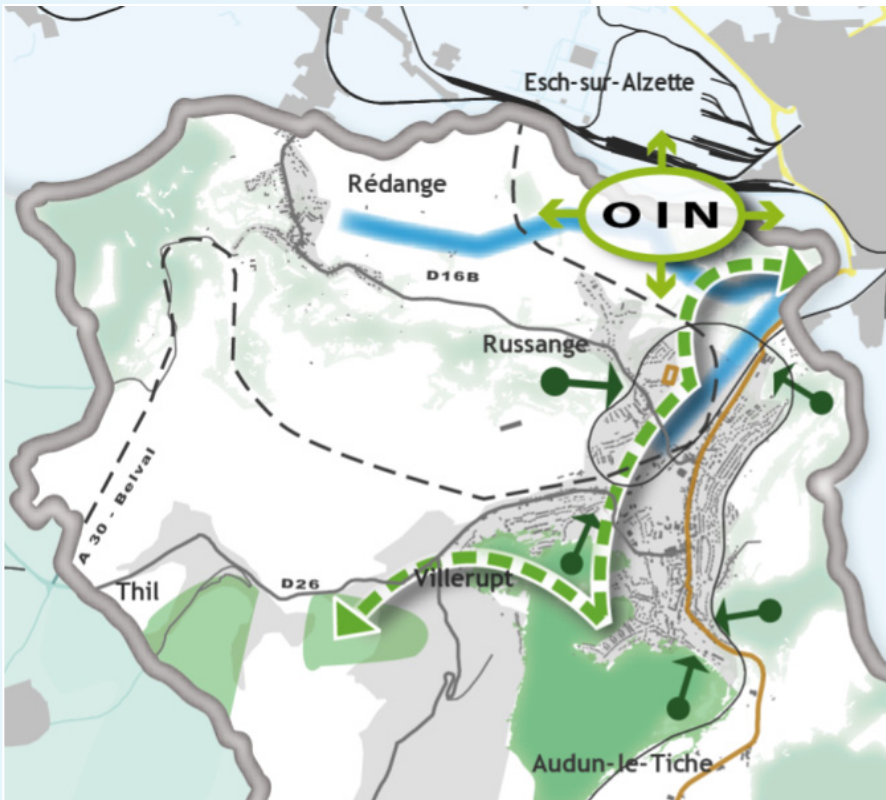 Esch-sur-Alzette
Rédange
OIN
D16B
Russange
A 30 - Belval
Thil
D26
Villerupt
Audun-le-Tiche